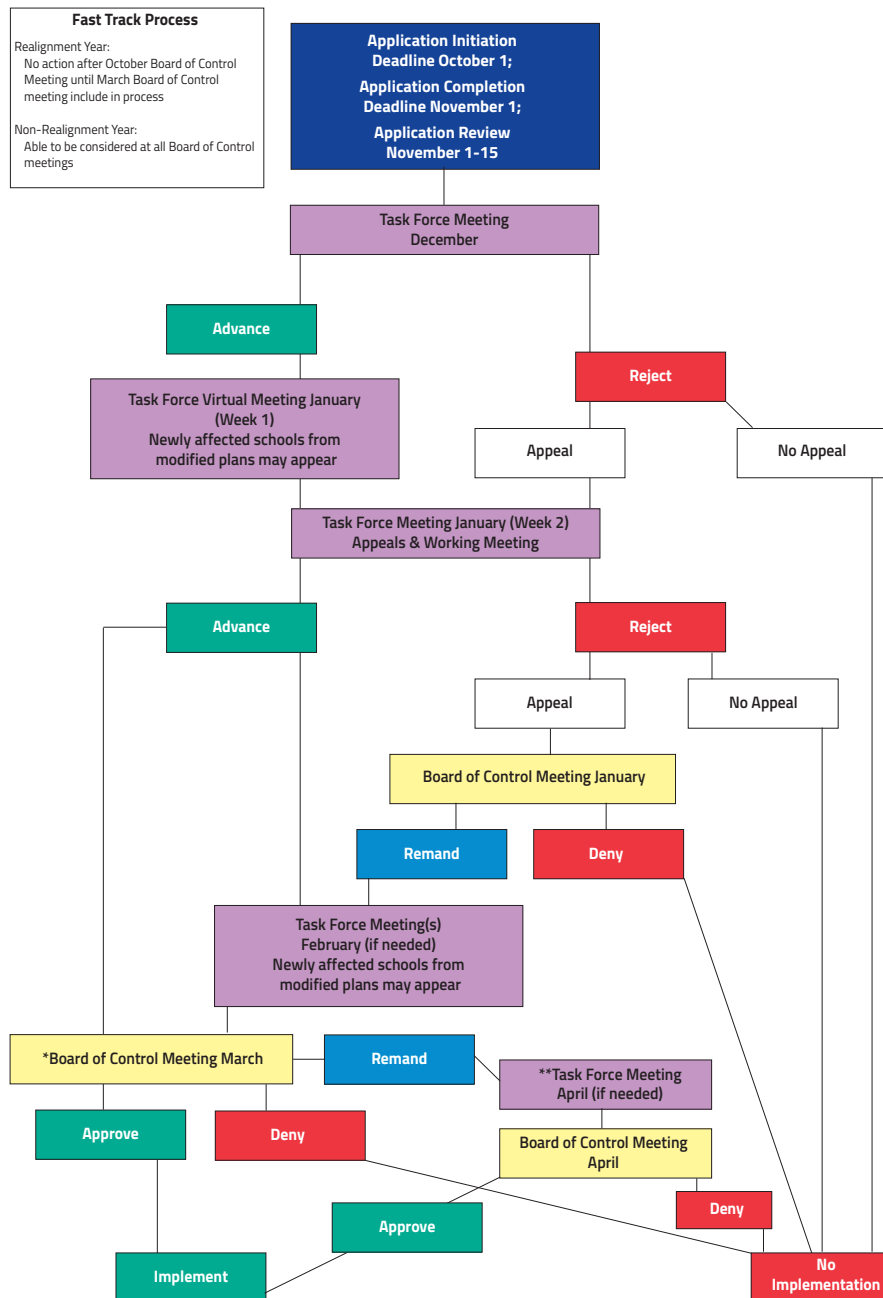 Fast Track Process
Realignment Year:
No action after October Board of Control
Meeting until March Board of Control
meeting include in process
Non-Realignment Year:
Able to be considered at all Board of Control
meetings
Application Initiation
Deadline October 1;
Application Completion
Deadline November 1;
Application Review
November 1-15
Task Force Meeting
December
Advance
Reject
Task Force Virtual Meeting January
(Week 1)
Newly affected schools from
modified plans may appear
Appeal
No Appeal
Task Force Meeting January (Week 2)
Appeals & Working Meeting
Advance
Reject
Appeal
No Appeal
Board of Control Meeting January
Remand
Deny
Task Force Meeting(s)
February (if needed)
Newly affected schools from
modified plans may appear
*Board of Control Meeting March
Remand
**Task Force Meeting
April (if needed)
Approve
Deny
Board of Control Meeting
April
Deny
Approve
Implement
No
Implementation